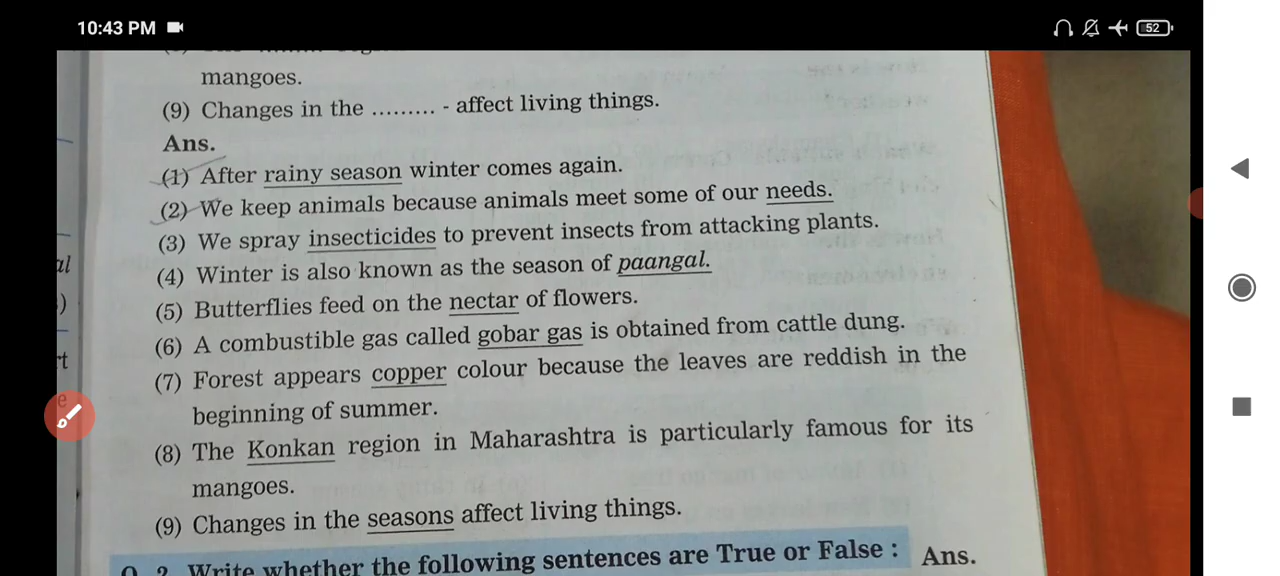 10:43 PM
52
mangoes.
(9) Changes in the ......... - affect living things.
Ans.
(1) After rainy season winter comes again.
(2) We keep animals because animals meet some of our needs.
(3) We spray insecticides to prevent insects from attacking plants.
(4) Winter is also known as the season of paangal.
(5) Butterflies feed on the nectar of flowers.
(6) A combustible gas called gobar gas is obtained from cattle dung.
(7) Forest appears copper colour because the leaves are reddish in the
beginning of summer.
(8) The Konkan region in Maharashtra is particularly famous for its
mangoes.
(9) Changes in the seasons affect living things.
Q. 2. Write whether the following sentences are True or False : Ans.